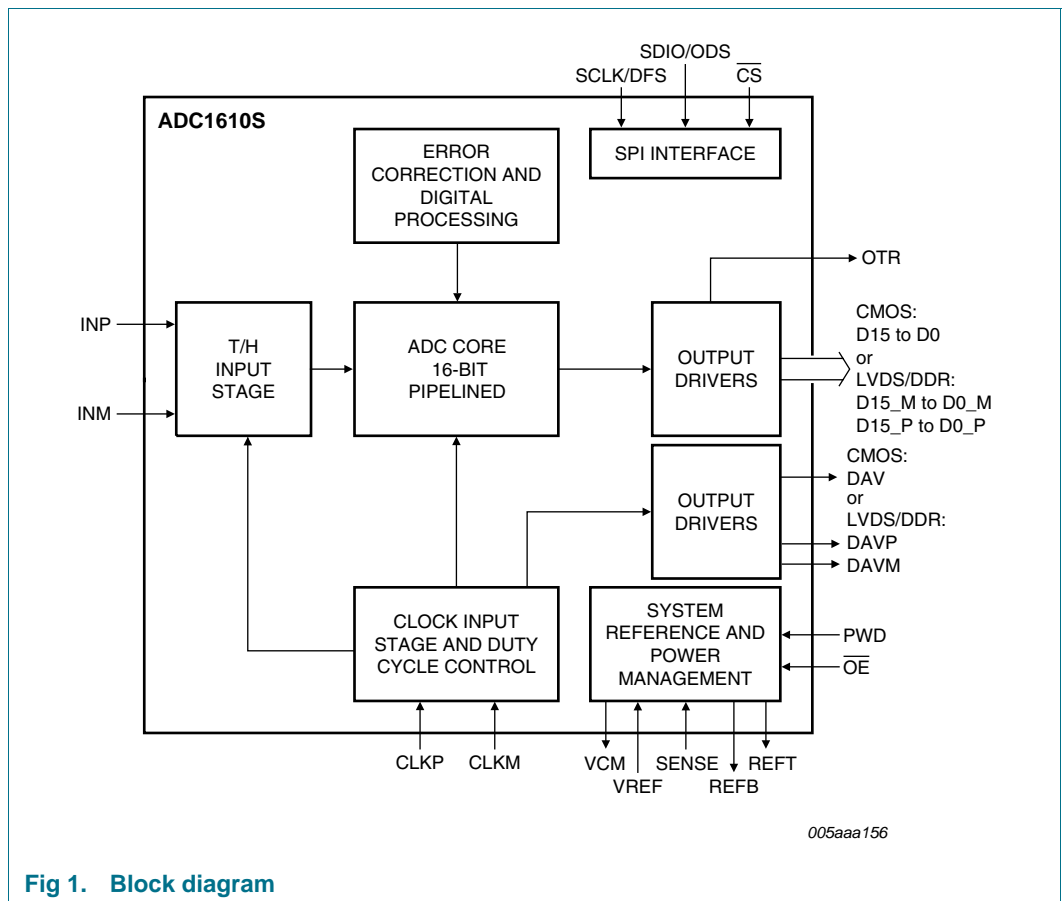 SDIO/ODS
SCLK/DFS
C̅S̅
ADC1610S
ERROR
CORRECTION AND
DIGITAL
PROCESSING
SPI INTERFACE
OTR
INP
INM
T/H
INPUT
STAGE
ADC CORE
16-BIT
PIPELINED
OUTPUT
DRIVERS
CMOS:
D15 to D0
or
LVDS/DDR:
D15_M to D0_M
D15_P to D0_P
OUTPUT
DRIVERS
CMOS:
DAV
or
LVDS/DDR:
DAVP
DAVM
CLOCK INPUT
STAGE AND DUTY
CYCLE CONTROL
SYSTEM
REFERENCE AND
POWER
MANAGEMENT
PWD
O̅E̅
CLKP
CLKM
VCM
VREF
SENSE
REFB
REFT
005aaa156
Fig 1. Block diagram